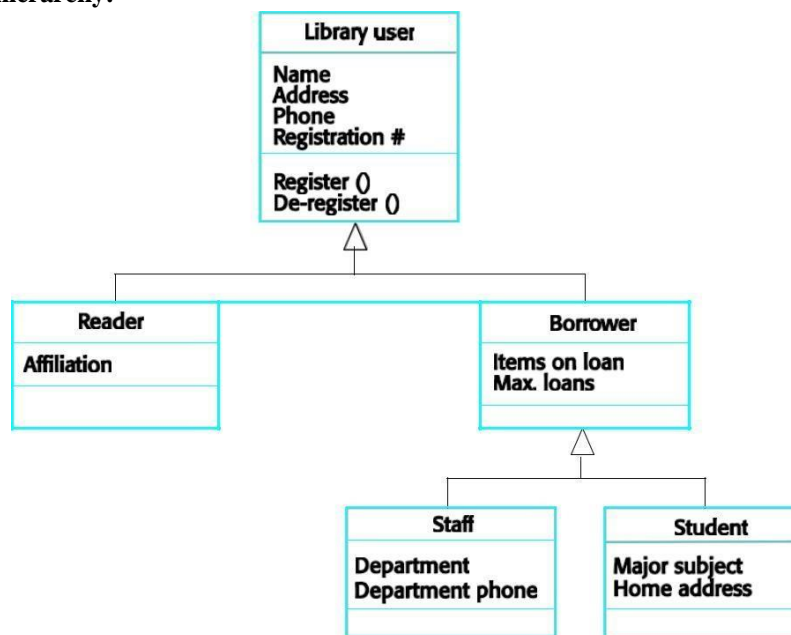 hierarchy.
Library user
Name
Address
Phone
Registration #
Register ()
De-register ()
Reader
Affiliation
Borrower
Items on loan
Max. loans
Staff
Department
Department phone
Student
Major subject
Home address